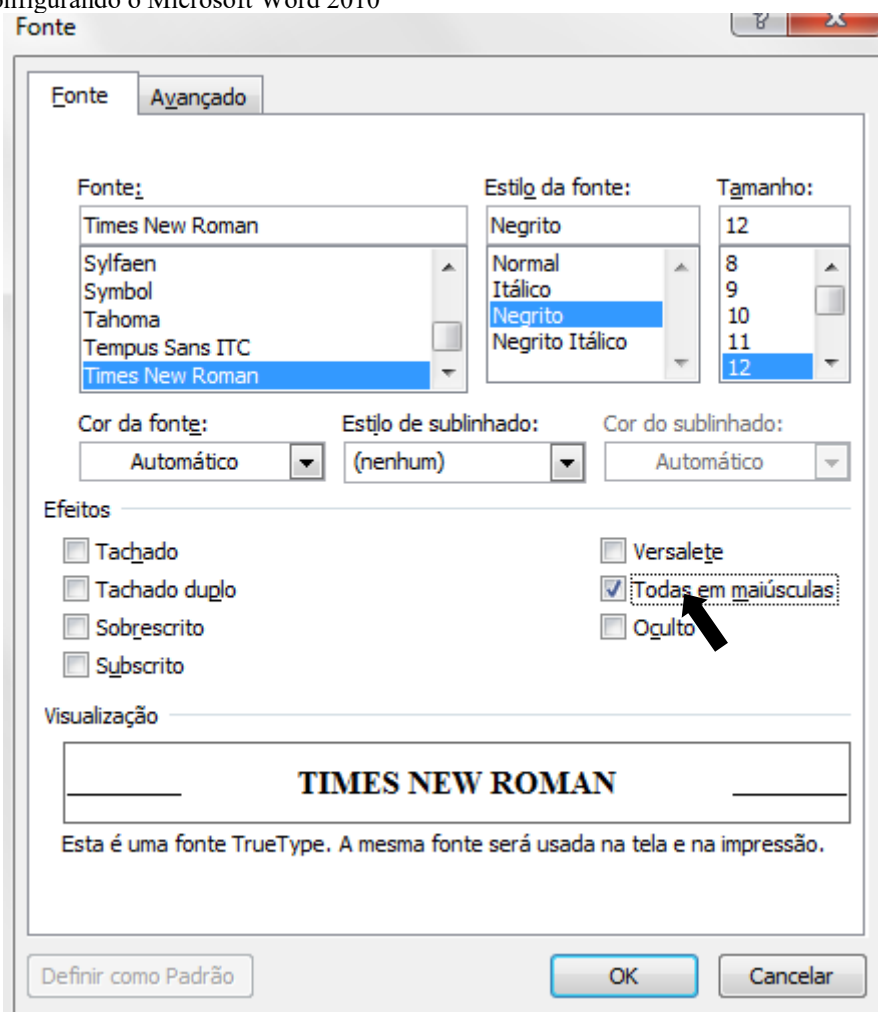 o Microsoft Word 2010
Fonte
Fonte Avançado
Fonte: Estilo da fonte: Tamanho:
Times New Roman Negrito 12
Sylfaen Normal 8
Symbol Itálico 9
Tahoma Negrito 10
Tempus Sans ITC Negrito Itálico 11
Times New Roman 12
Cor da fonte: Estilo de sublinhado: Cor do sublinhado:
Automático (nenhum) Automático
Efeitos
Tachado Versalete
Tachado duplo Todas em maiúsculas
Sobrescrito Oculto
Subscrito
Visualização
TIMES NEW ROMAN
Esta é uma fonte TrueType. A mesma fonte será usada na tela e na impressão.
Definir como Padrão OK Cancelar